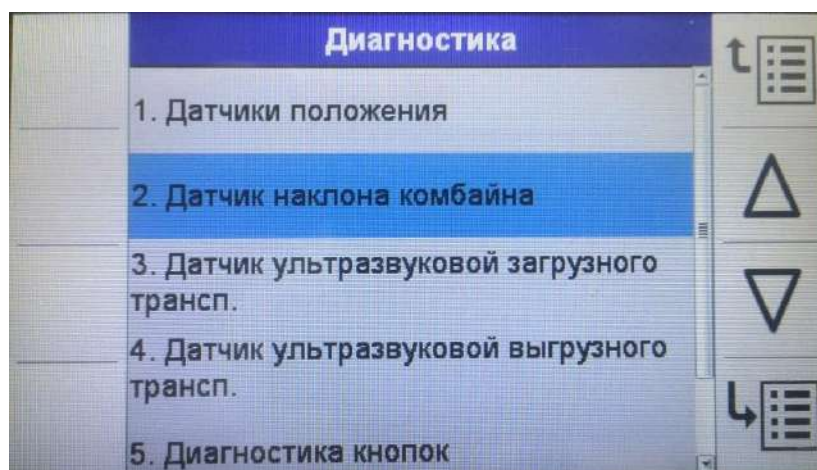 Диагностика
1. Датчики положения
2. Датчик наклона комбайна
3. Датчик ультразвуковой загрузного
трансп.
4. Датчик ультразвуковой выгрузного
трансп.
5. Диагностика кнопок